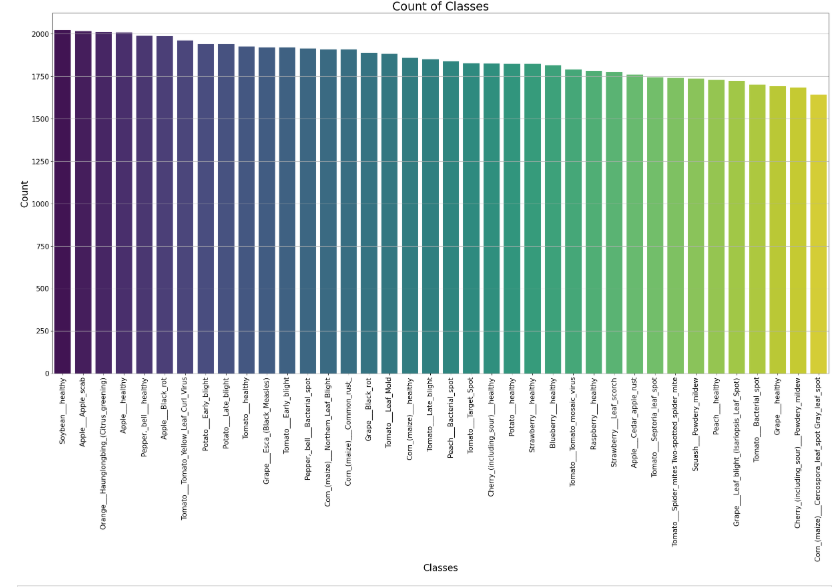 Count of Classes
2000
1750
1500
1250
1000
750
500
250
0
Count
Soybean___healthy
Apple___Apple_scab
Orange___Haunglongbing_(Citrus_greening)
Apple___healthy
Pepper,_bell___healthy
Apple___Black_rot
Tomato___Tomato_Yellow_Leaf_Curl_Virus
Potato___Early_blight
Potato___Late_blight
Tomato___healthy
Grape___Esca_(Black_Measles)
Tomato___Early_blight
Pepper,_bell___Bacterial_spot
Corn_(maize)___Northern_Leaf_Blight
Corn_(maize)___Common_rust_
Grape___Black_rot
Tomato___Leaf_Mold
Corn_(maize)___healthy
Tomato___Late_blight
Peach___Bacterial_spot
Tomato___Target_Spot
Cherry_(including_sour)___healthy
Potato___healthy
Strawberry___healthy
Blueberry___healthy
Tomato___Tomato_mosaic_virus
Raspberry___healthy
Strawberry___Leaf_scorch
Apple___Cedar_apple_rust
Tomato___Septoria_leaf_spot
Tomato___Spider_mites Two-spotted_spider_mite
Squash___Powdery_mildew
Peach___healthy
Grape___Leaf_blight_(Isariopsis_Leaf_Spot)
Tomato___Bacterial_spot
Grape___healthy
Cherry_(including_sour)___Powdery_mildew
Corn_(maize)___Cercospora_leaf_spot Gray_leaf_spot
Classes